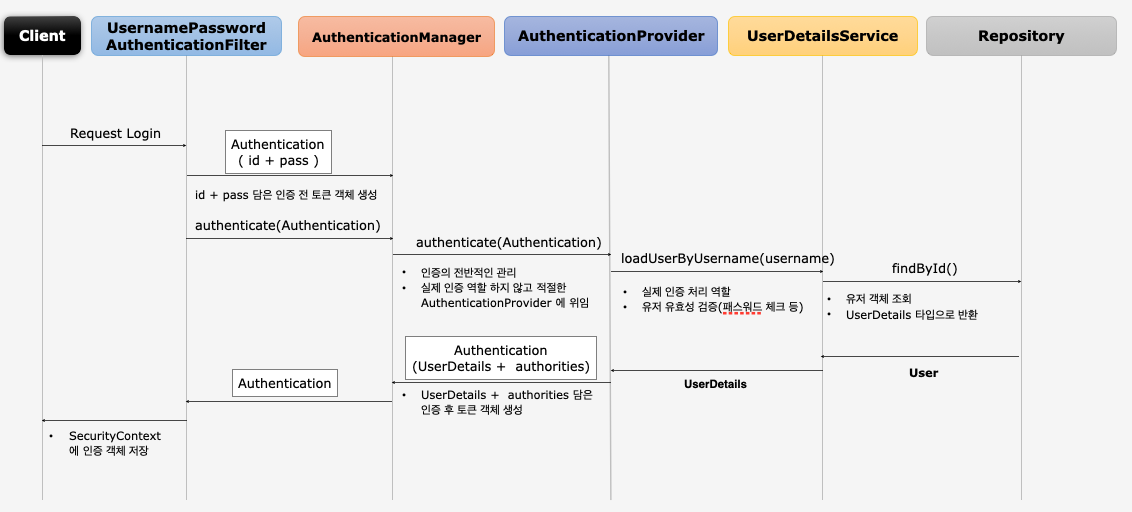 Client
UsernamePassword
AuthenticationFilter
AuthenticationManager
AuthenticationProvider
UserDetailsService
Repository
Request Login
Authentication
( id + pass )
id + pass 담은 인증 전 토큰 객체 생성
authenticate(Authentication)
authenticate(Authentication)
• 인증의 전반적인 관리
• 실제 인증 역할 하지 않고 적절한
AuthenticationProvider 에 위임
loadUserByUsername(username)
• 실제 인증 처리 역할
• 유저 유효성 검증(패스워드 체크 등)
findById()
• 유저 객체 조회
• UserDetails 타입으로 반환
User
UserDetails
Authentication
(UserDetails + authorities)
• UserDetails + authorities 담은
인증 후 토큰 객체 생성
Authentication
• SecurityContext
에 인증 객체 저장